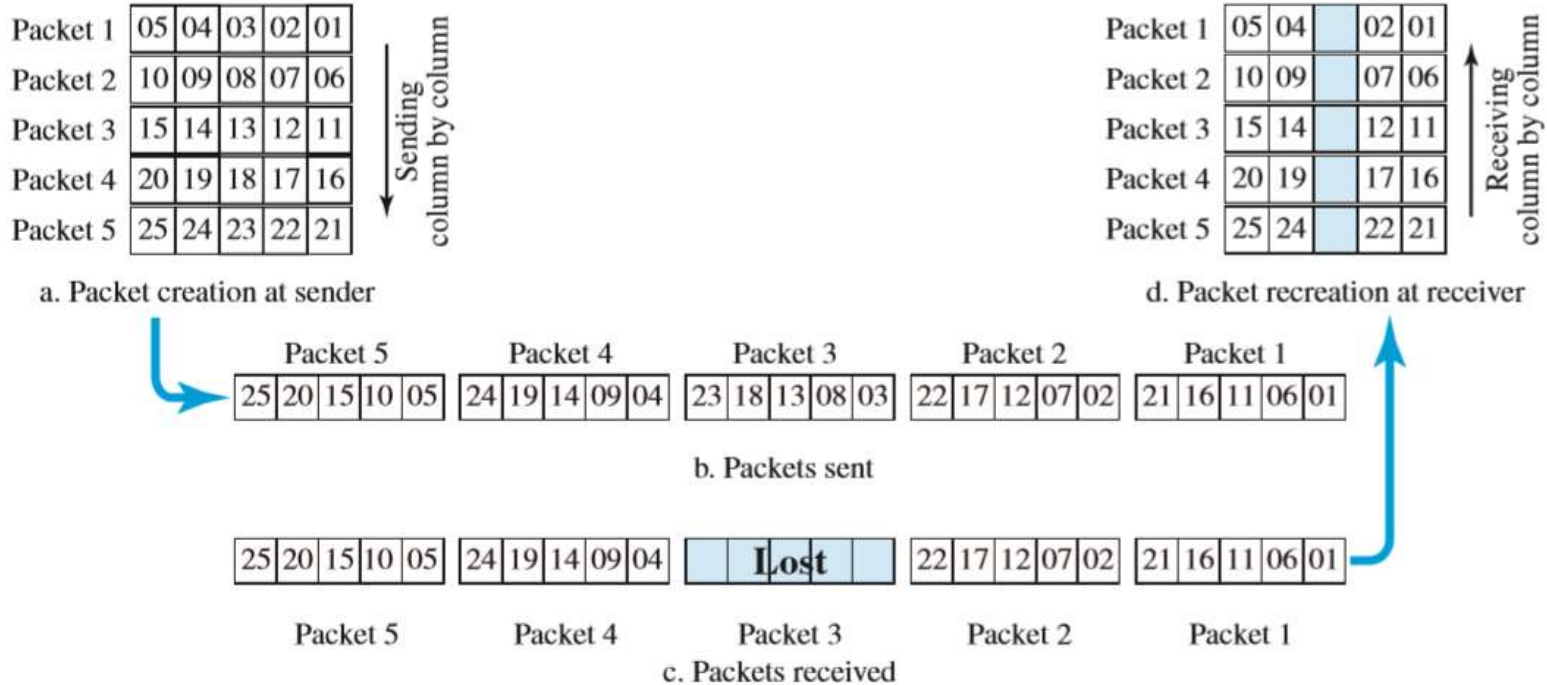 Packet 1 05 04 03 02 01
Packet 2 10 09 08 07 06
Packet 3 15 14 13 12 11
Packet 4 20 19 18 17 16
Packet 5 25 24 23 22 21
Sending
column by column
a. Packet creation at sender
Packet 1 05 04 02 01
Packet 2 10 09 07 06
Packet 3 15 14 12 11
Packet 4 20 19 17 16
Packet 5 25 24 22 21
Receiving
column by column
d. Packet recreation at receiver
Packet 5 Packet 4 Packet 3 Packet 2 Packet 1
25 20 15 10 05 24 19 14 09 04 23 18 13 08 03 22 17 12 07 02 21 16 11 06 01
b. Packets sent
25 20 15 10 05 24 19 14 09 04 Lost 22 17 12 07 02 21 16 11 06 01
Packet 5 Packet 4 Packet 3 Packet 2 Packet 1
c. Packets received